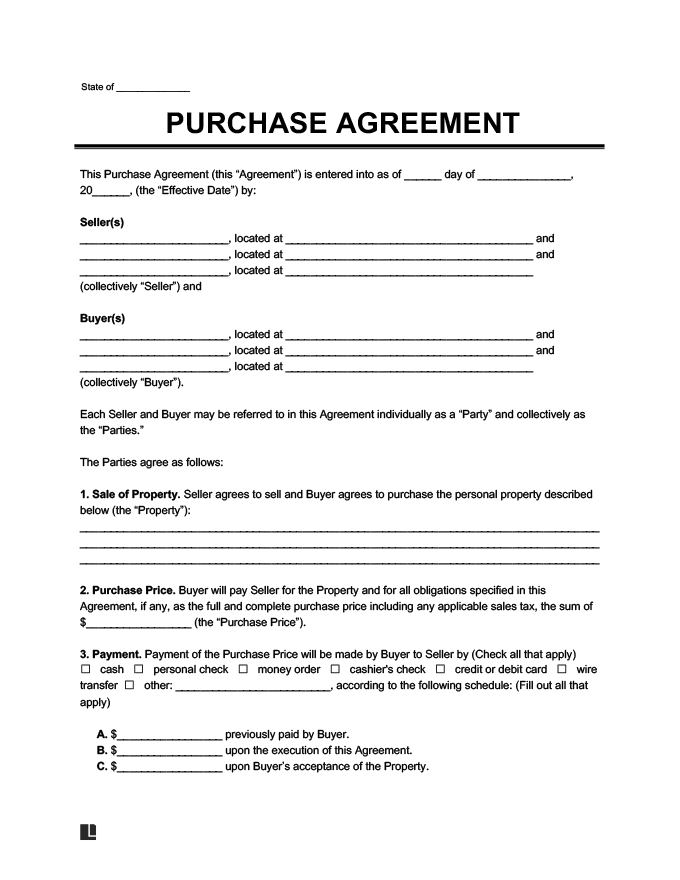 State of ______________
PURCHASE AGREEMENT
This Purchase Agreement (this “Agreement”) is entered into as of ______ day of _______________,
20______, (the “Effective Date”) by:
Seller(s)
________________________, located at ________________________________________ and
________________________, located at ________________________________________ and
________________________, located at ________________________________________
(collectively “Seller”) and
Buyer(s)
________________________, located at ________________________________________ and
________________________, located at ________________________________________ and
________________________, located at ________________________________________
(collectively “Buyer”).
Each Seller and Buyer may be referred to in this Agreement individually as a “Party” and collectively as
the “Parties.”
The Parties agree as follows:
1. Sale of Property. Seller agrees to sell and Buyer agrees to purchase the personal property described
below (the “Property”):
____________________________________________________________________________________
____________________________________________________________________________________
____________________________________________________________________________________
2. Purchase Price. Buyer will pay Seller for the Property and for all obligations specified in this
Agreement, if any, as the full and complete purchase price including any applicable sales tax, the sum of
$_________________ (the “Purchase Price”).
3. Payment. Payment of the Purchase Price will be made by Buyer to Seller by (Check all that apply)
☐ cash ☐ personal check ☐ money order ☐ cashier's check ☐ credit or debit card ☐ wire
transfer ☐ other: _________________________, according to the following schedule: (Fill out all that
apply)
A. $_________________ previously paid by Buyer.
B. $_________________ upon the execution of this Agreement.
C. $_________________ upon Buyer’s acceptance of the Property.